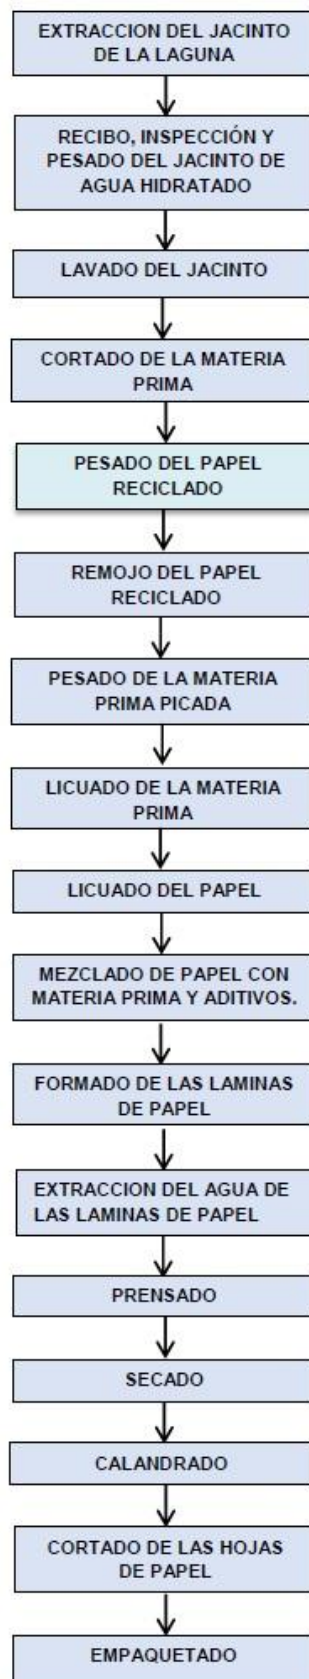 EXTRACCION DEL JACINTO
DE LA LAGUNA
RECIBO, INSPECCIÓN Y
PESADO DEL JACINTO DE
AGUA HIDRATADO
LAVADO DEL JACINTO
CORTADO DE LA MATERIA
PRIMA
PESADO DEL PAPEL
RECICLADO
REMOJO DEL PAPEL
RECICLADO
PESADO DE LA MATERIA
PRIMA PICADA
LICUADO DE LA MATERIA
PRIMA
LICUADO DEL PAPEL
MEZCLADO DE PAPEL CON
MATERIA PRIMA Y ADITIVOS.
FORMADO DE LAS LAMINAS
DE PAPEL
EXTRACCION DEL AGUA DE
LAS LAMINAS DE PAPEL
PRENSADO
SECADO
CALANDRADO
CORTADO DE LAS HOJAS
DE PAPEL
EMPAQUETADO